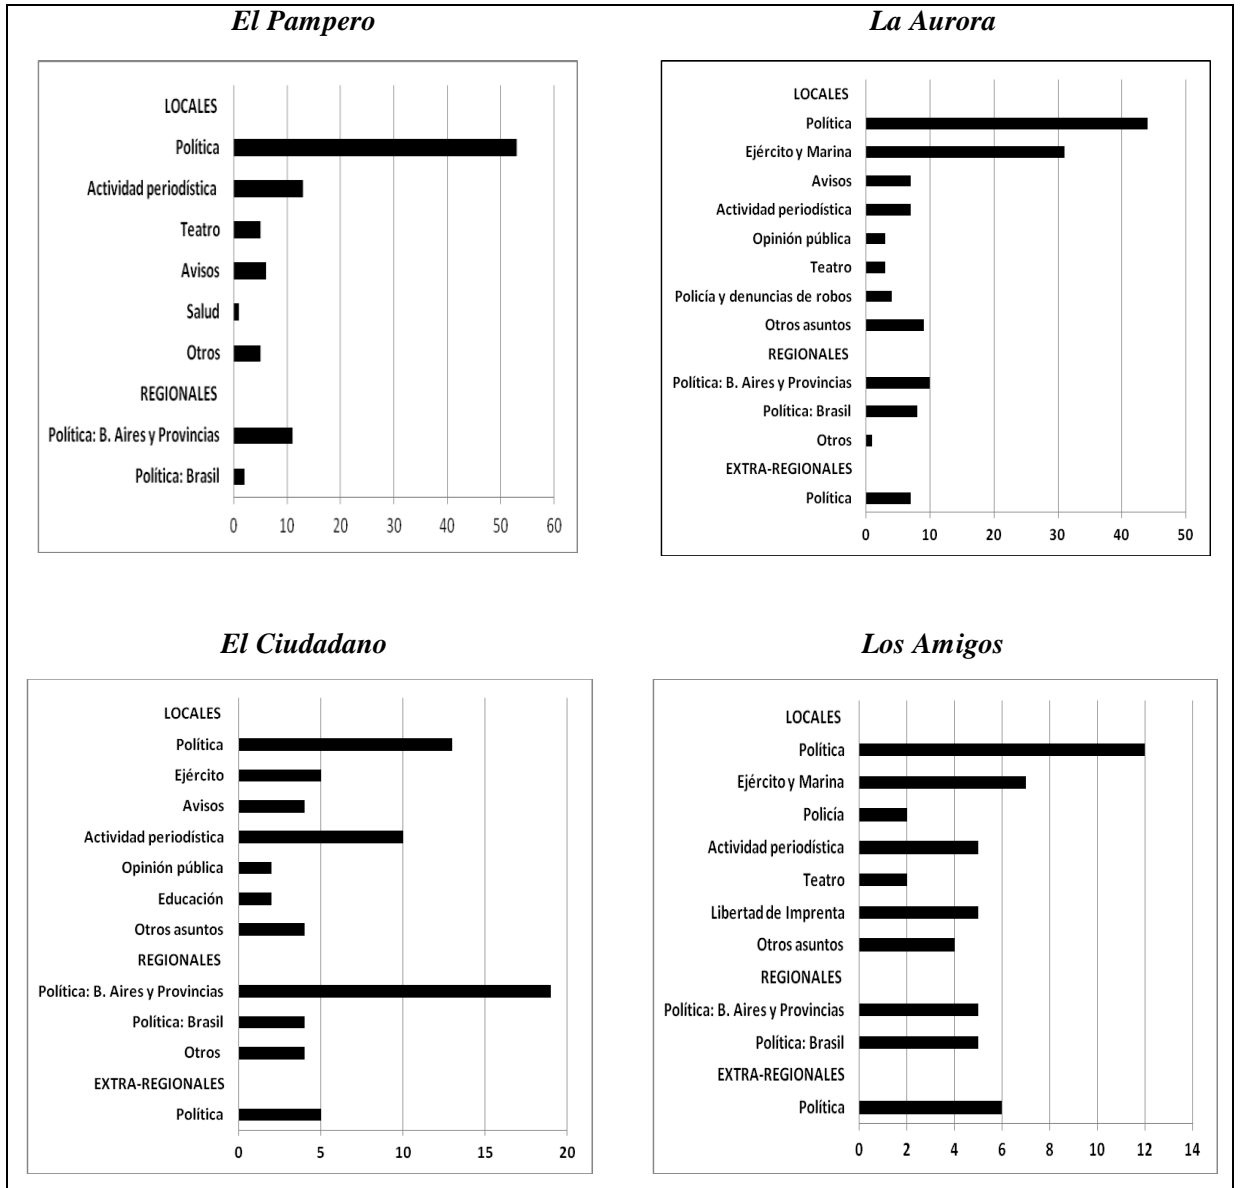 El Pampero
LOCALES
Política
Actividad periodística
Teatro
Avisos
Salud
Otros
REGIONALES
Política: B. Aires y Provincias
Política: Brasil
0 10 20 30 40 50 60
La Aurora
LOCALES
Política
Ejército y Marina
Avisos
Actividad periodística
Opinión pública
Teatro
Policía y denuncias de robos
Otros asuntos
REGIONALES
Política: B. Aires y Provincias
Política: Brasil
Otros
EXTRA-REGIONALES
Política
0 10 20 30 40 50
El Ciudadano
LOCALES
Política
Ejército
Avisos
Actividad periodística
Opinión pública
Educación
Otros asuntos
REGIONALES
Política: B. Aires y Provincias
Política: Brasil
Otros
EXTRA-REGIONALES
Política
0 5 10 15 20
Los Amigos
LOCALES
Política
Ejército y Marina
Policía
Actividad periodística
Teatro
Libertad de Imprenta
Otros asuntos
REGIONALES
Política: B. Aires y Provincias
Política: Brasil
EXTRA-REGIONALES
Política
0 2 4 6 8 10 12 14